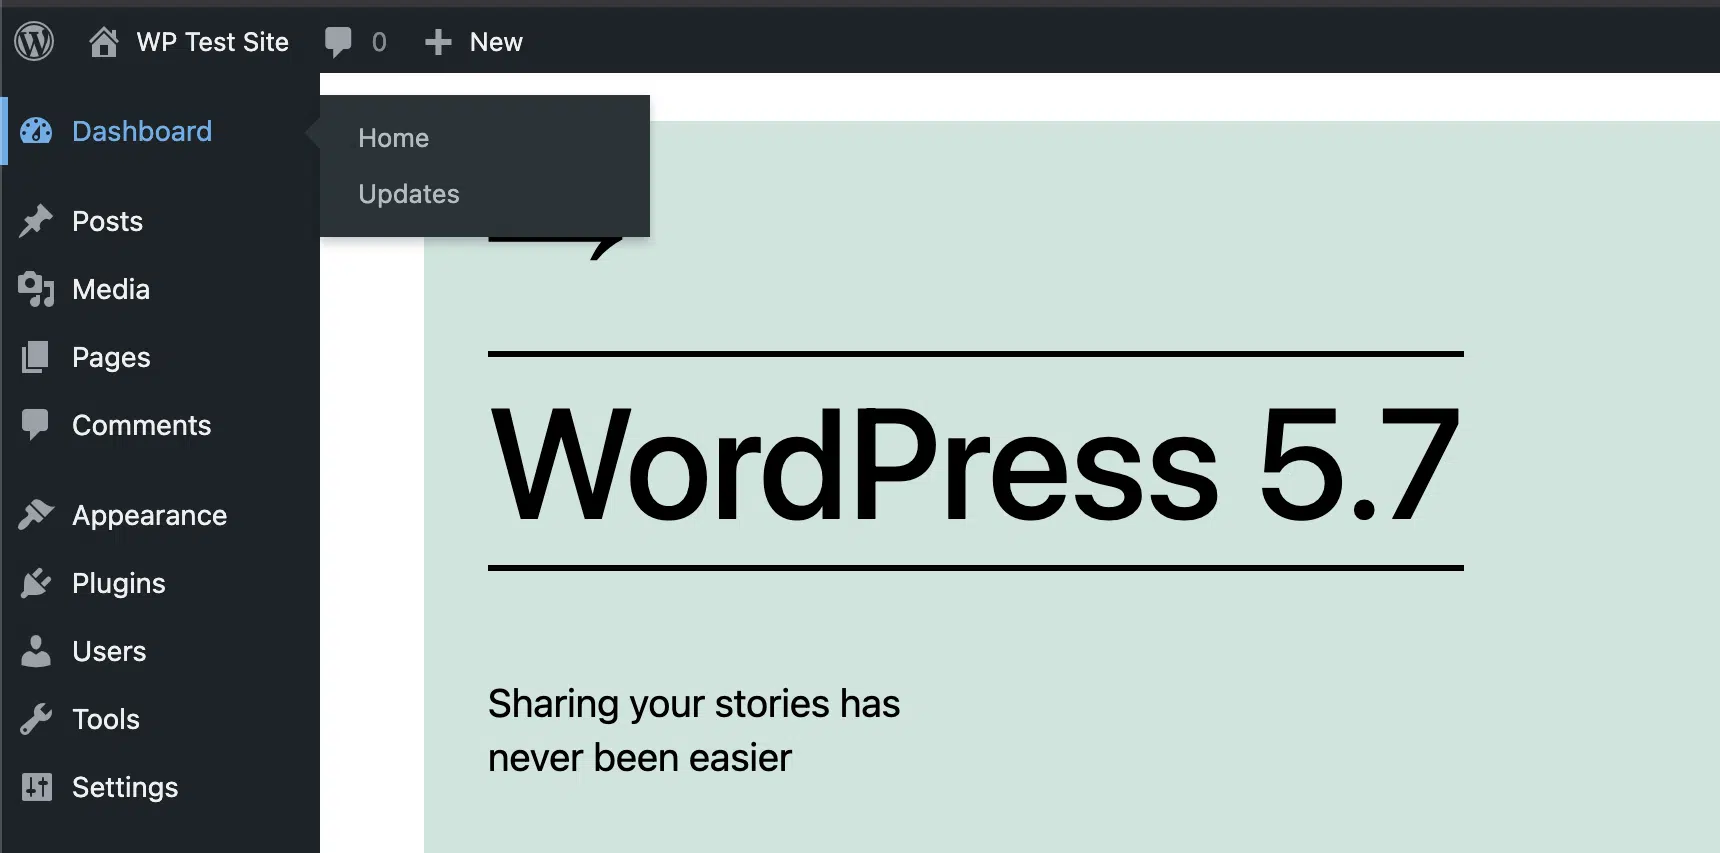 WP Test Site 0 New
Dashboard
Home
Updates
Posts
Media
Pages
Comments
Appearance
Plugins
Users
Tools
Settings
WordPress 5.7
Sharing your stories has
never been easier